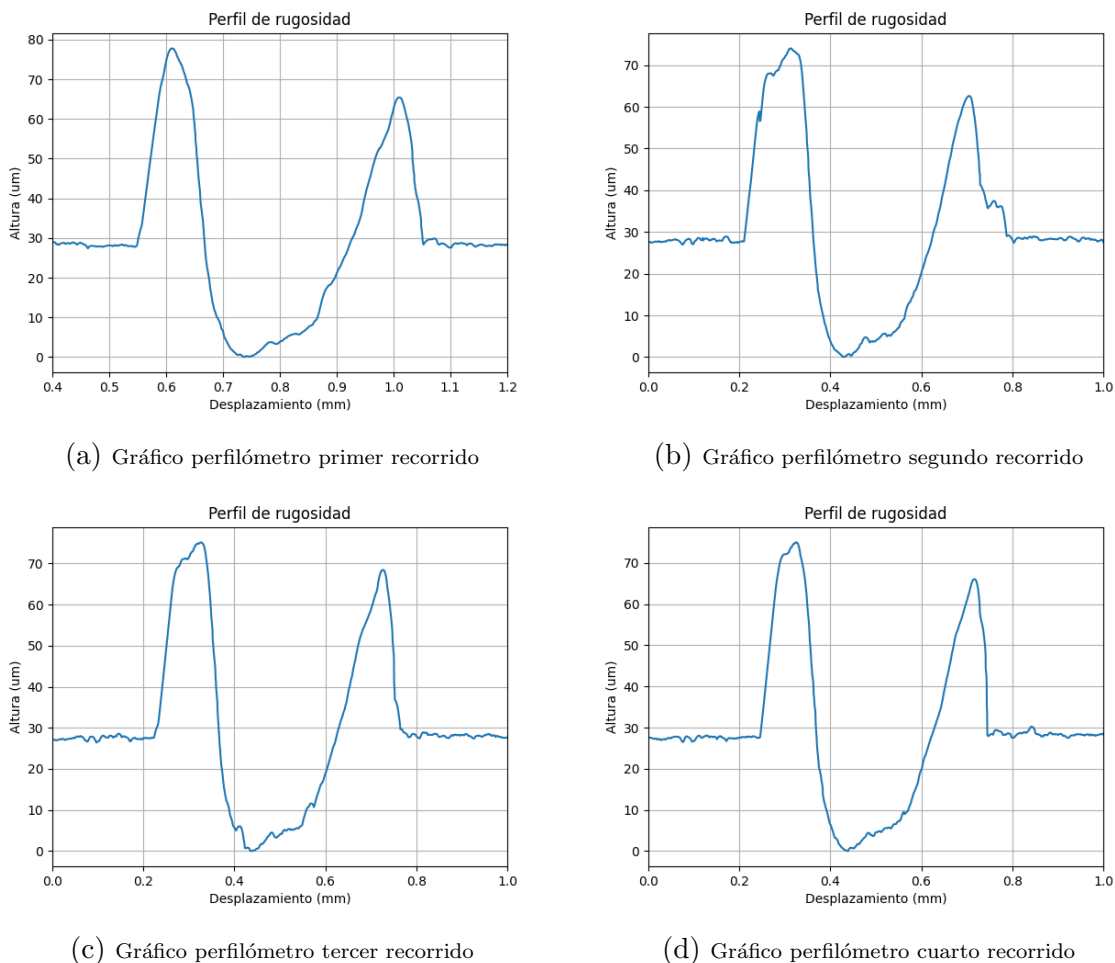 Perfil de rugosidad
Altura (um)
80
70
60
50
40
30
20
10
0
0.4 0.5 0.6 0.7 0.8 0.9 1.0 1.1 1.2
Desplazamiento (mm)
(a) Gráfico perfilómetro primer recorrido
Perfil de rugosidad
Altura (um)
70
60
50
40
30
20
10
0
0.0 0.2 0.4 0.6 0.8 1.0
Desplazamiento (mm)
(b) Gráfico perfilómetro segundo recorrido
Perfil de rugosidad
Altura (um)
70
60
50
40
30
20
10
0
0.0 0.2 0.4 0.6 0.8 1.0
Desplazamiento (mm)
(c) Gráfico perfilómetro tercer recorrido
Perfil de rugosidad
Altura (um)
70
60
50
40
30
20
10
0
0.0 0.2 0.4 0.6 0.8 1.0
Desplazamiento (mm)
(d) Gráfico perfilómetro cuarto recorrido